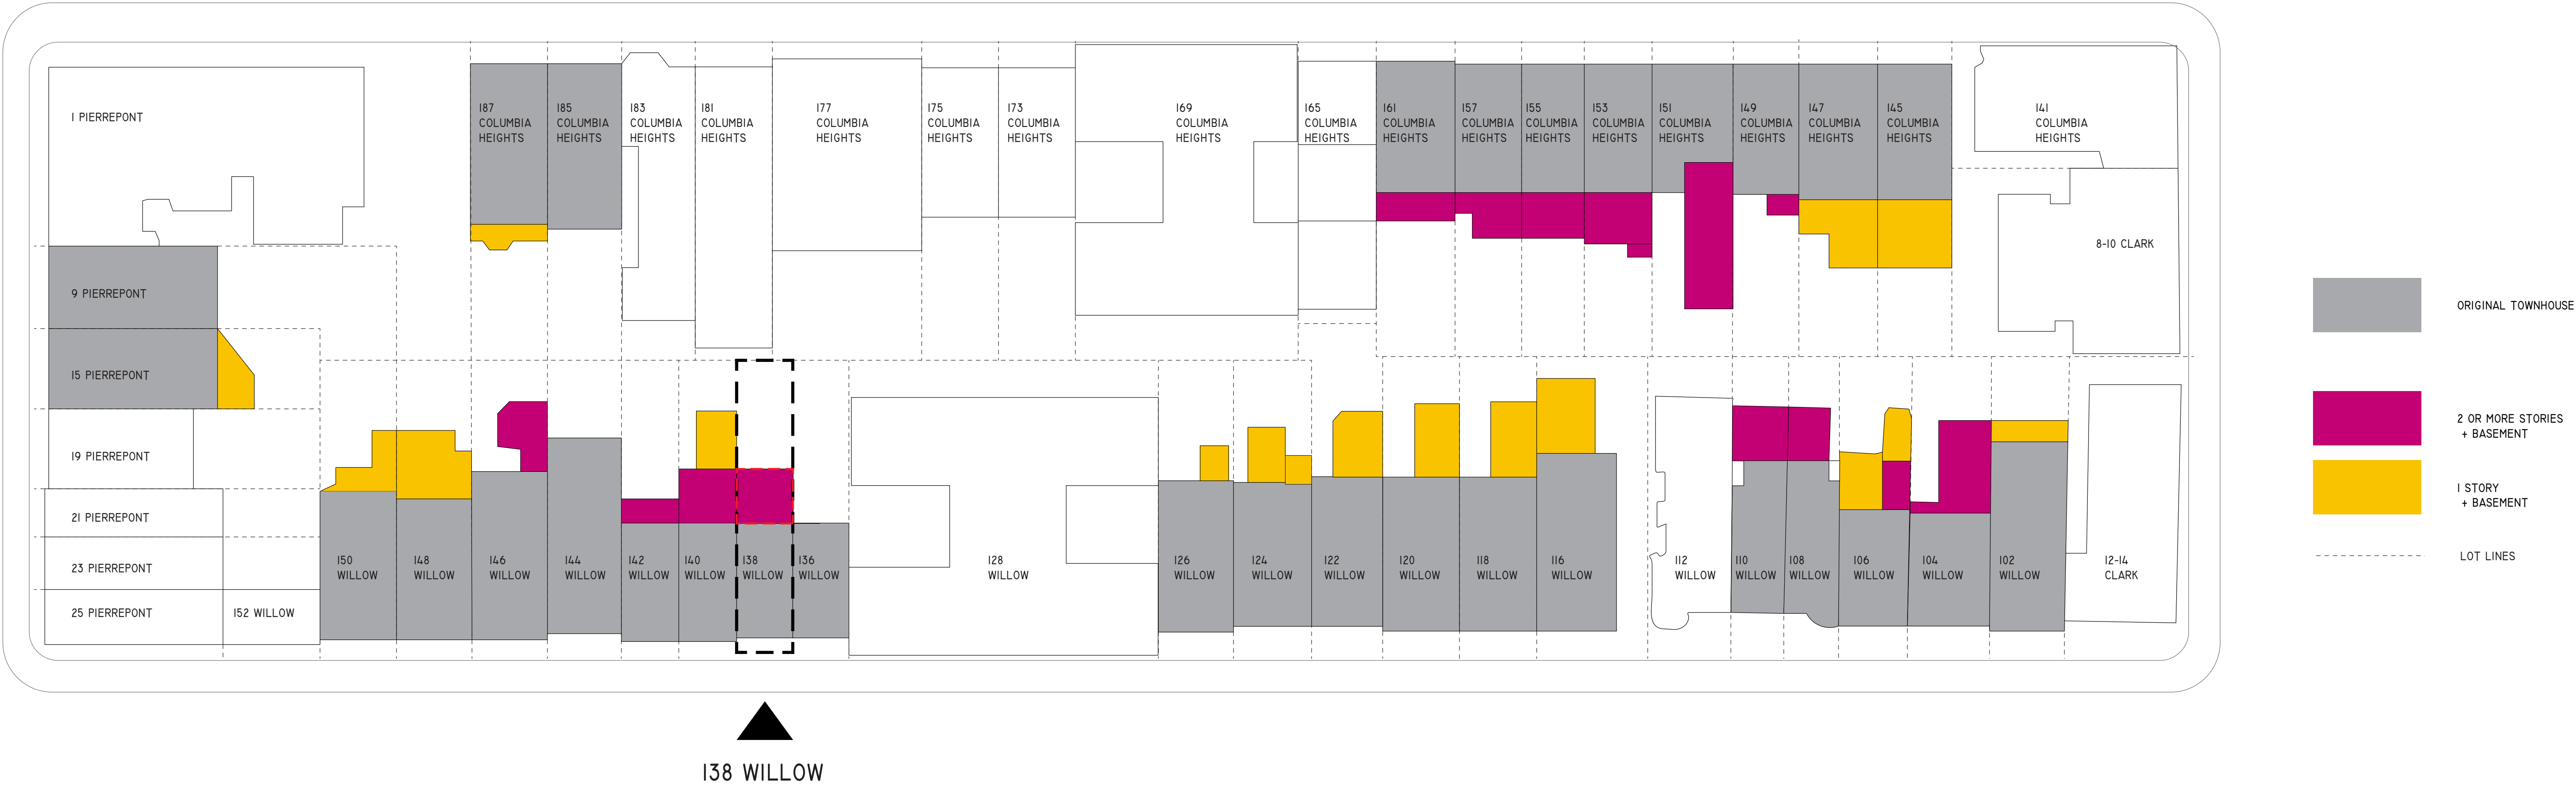 1 PIERREPONT
187
COLUMBIA
HEIGHTS
185
COLUMBIA
HEIGHTS
183
COLUMBIA
HEIGHTS
181
COLUMBIA
HEIGHTS
177
COLUMBIA
HEIGHTS
175
COLUMBIA
HEIGHTS
173
COLUMBIA
HEIGHTS
169
COLUMBIA
HEIGHTS
165
COLUMBIA
HEIGHTS
161
COLUMBIA
HEIGHTS
157
COLUMBIA
HEIGHTS
155
COLUMBIA
HEIGHTS
153
COLUMBIA
HEIGHTS
151
COLUMBIA
HEIGHTS
149
COLUMBIA
HEIGHTS
147
COLUMBIA
HEIGHTS
145
COLUMBIA
HEIGHTS
141
COLUMBIA
HEIGHTS
8-10 CLARK
9 PIERREPONT
15 PIERREPONT
19 PIERREPONT
21 PIERREPONT
23 PIERREPONT
25 PIERREPONT
152 WILLOW
150
WILLOW
148
WILLOW
146
WILLOW
144
WILLOW
142
WILLOW
140
WILLOW
138
WILLOW
136
WILLOW
128
WILLOW
126
WILLOW
124
WILLOW
122
WILLOW
120
WILLOW
118
WILLOW
116
WILLOW
112
WILLOW
110
WILLOW
108
WILLOW
106
WILLOW
104
WILLOW
102
WILLOW
12-14
CLARK
ORIGINAL TOWNHOUSE
2 OR MORE STORIES
+ BASEMENT
1 STORY
+ BASEMENT
LOT LINES
138 WILLOW